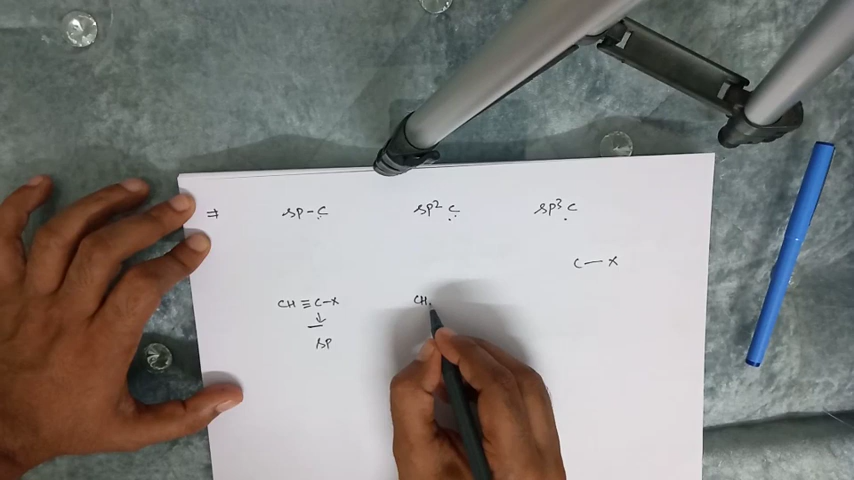 ⇒ sp-C sp² C sp³ C
C-X
CH≡C-X CH
↓
sp